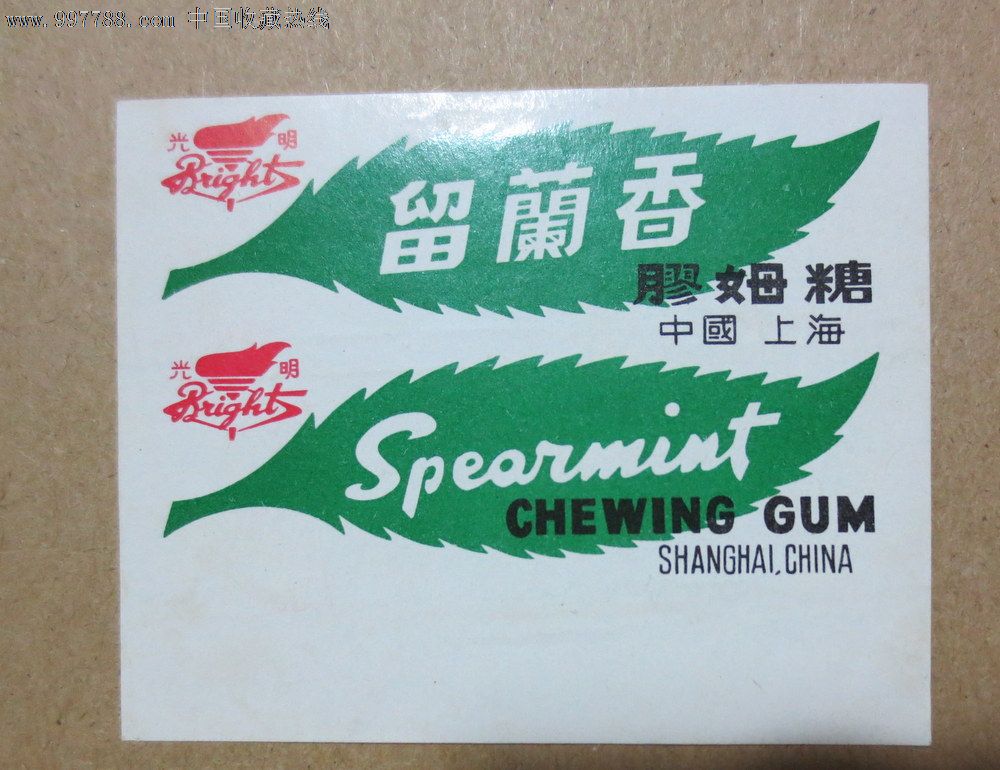 www.997788.com 中国收藏热线
光 明
Bright
留蘭香
膠姆糖
中國 上海
光 明
Bright
Spearmint
CHEWING GUM
SHANGHAI, CHINA